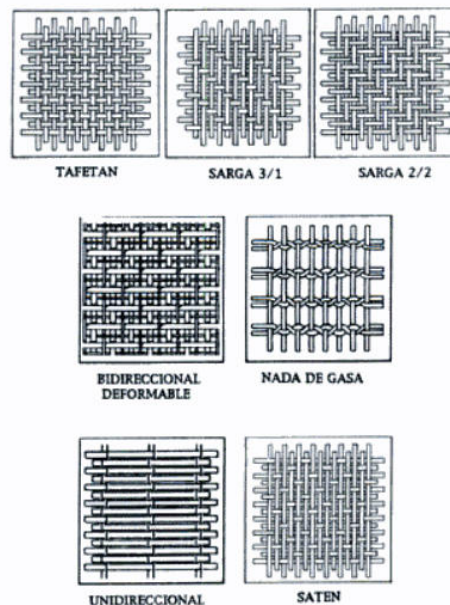 TAFETAN
SARGA 3/1
SARGA 2/2
BIDIRECCIONAL
DEFORMABLE
NADA DE GASA
UNIDIRECCIONAL
SATEN